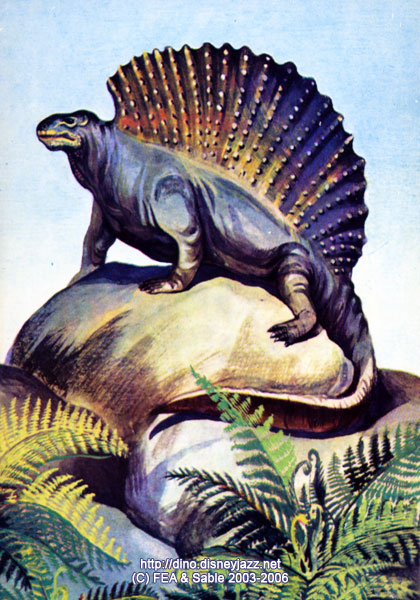 http://dino.disneyjazz.net
(C) FEA & Sable 2003-2006